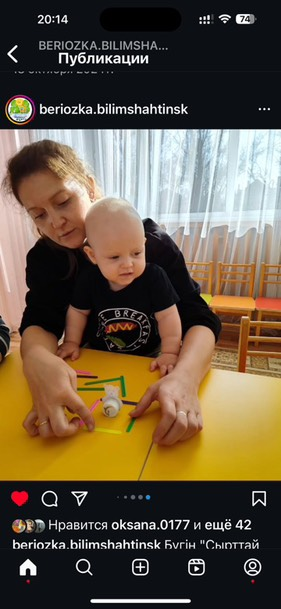 20:14
74
BERIOZKA.BILIMSHA...
Публикации
beriozka.bilimshahtinsk
Нравится oksana.0177 и ещё 42
beriozka.bilimshahtinsk Бүгін "Сырттай